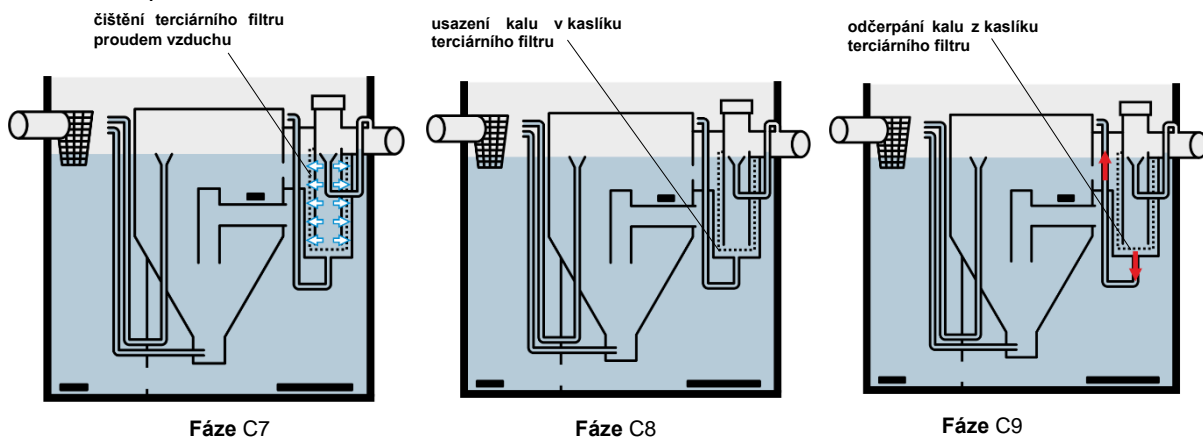 čištění terciárního filtru
proudem vzduchu
usazení kalu v kaslíku
terciárního filtru
odčerpání kalu z kaslíku
terciárního filtru
Fáze C7
Fáze C8
Fáze C9